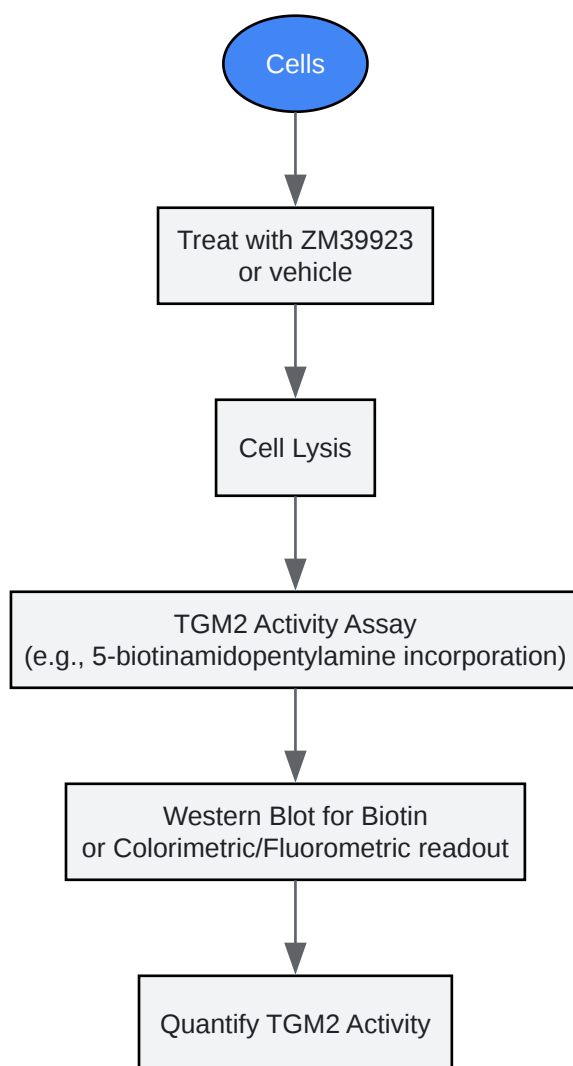 Cells
Treat with ZM39923
or vehicle
Cell Lysis
TGM2 Activity Assay
(e.g., 5-biotinamidopentylamine incorporation)
Western Blot for Biotin
or Colorimetric/Fluorometric readout
Quantify TGM2 Activity